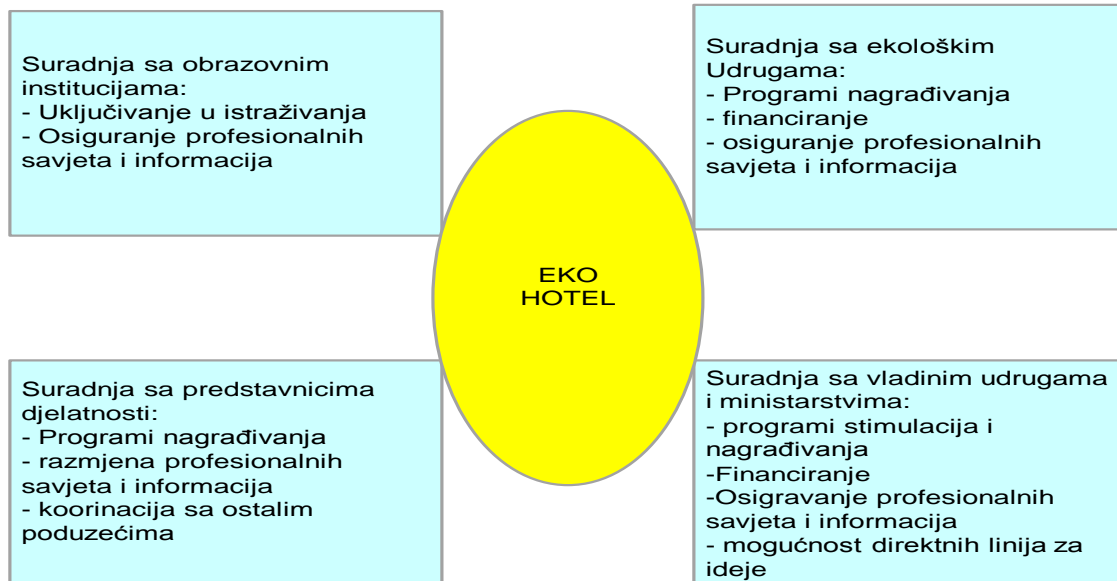 Suradnja sa obrazovnim
institucijama:
- Uključivanje u istraživanja
- Osiguranje profesionalnih
savjeta i informacija
Suradnja sa ekološkim
Udrugama:
- Programi nagrađivanja
- financiranje
- osiguranje profesionalnih
savjeta i informacija
EKO
HOTEL
Suradnja sa predstavnicima
djelatnosti:
- Programi nagrađivanja
- razmjena profesionalnih
savjeta i informacija
- koorinacija sa ostalim
poduzećima
Suradnja sa vladinim udrugama
i ministarstvima:
- programi stimulacija i
nagrađivanja
-Financiranje
-Osigravanje profesionalnih
savjeta i informacija
- mogućnost direktnih linija za
ideje